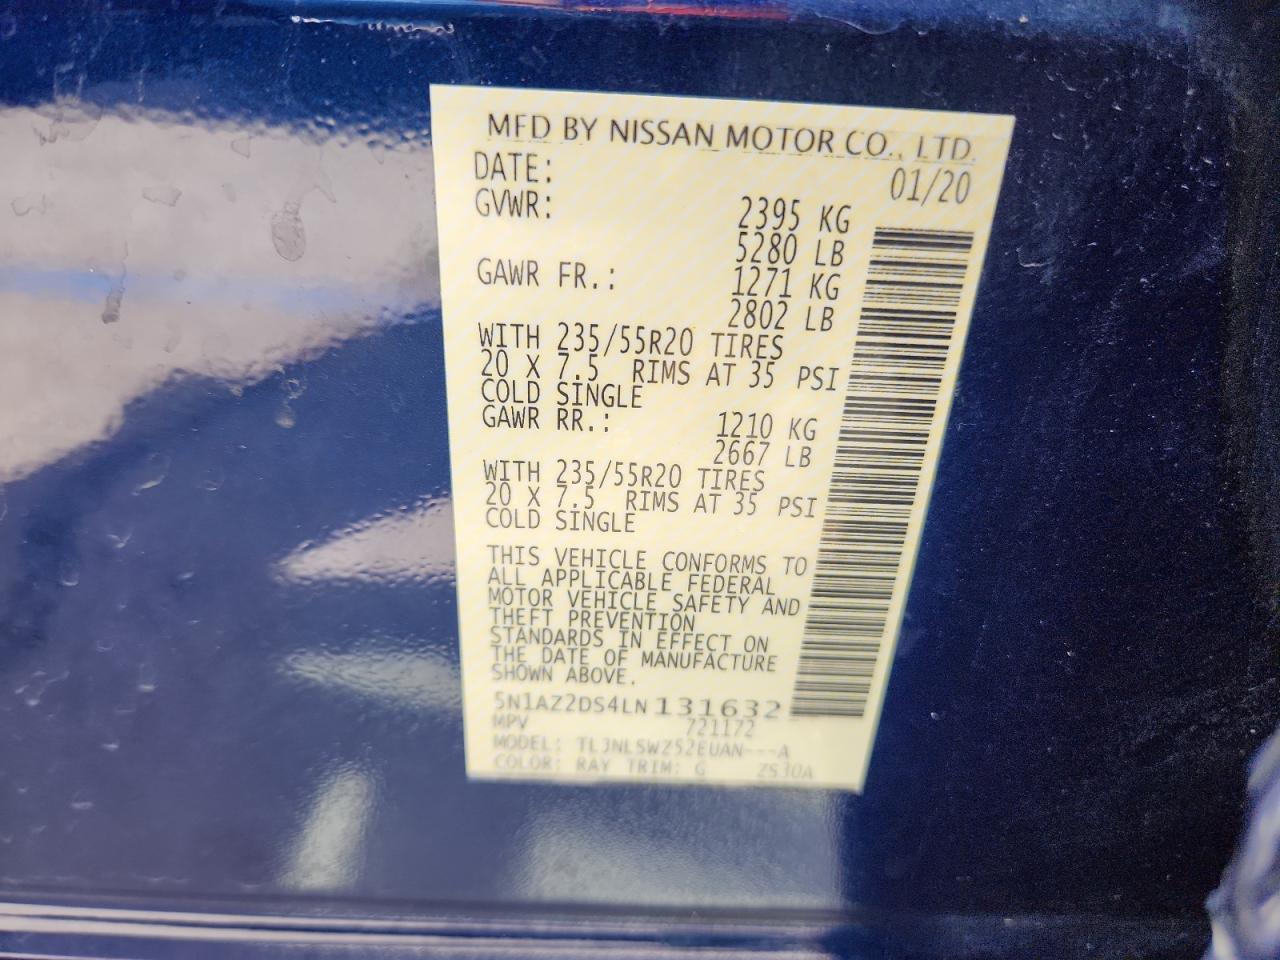 MFD BY NISSAN MOTOR CO., LTD.
DATE: 01/20
GVWR: 2395 KG
5280 LB
GAWR FR.: 1271 KG
2802 LB
WITH 235/55R20 TIRES
20 X 7.5 RIMS AT 35 PSI
COLD SINGLE
GAWR RR.: 1210 KG
2667 LB
WITH 235/55R20 TIRES
20 X 7.5 RIMS AT 35 PSI
COLD SINGLE
THIS VEHICLE CONFORMS TO
ALL APPLICABLE FEDERAL
MOTOR VEHICLE SAFETY AND
THEFT PREVENTION
STANDARDS IN EFFECT ON
THE DATE OF MANUFACTURE
SHOWN ABOVE.
5N1AZ2DS4LN131632
MPV 721172
MODEL: TLJNLSWZ52EUAN---A
COLOR: RAY TRIM: G ZS30A